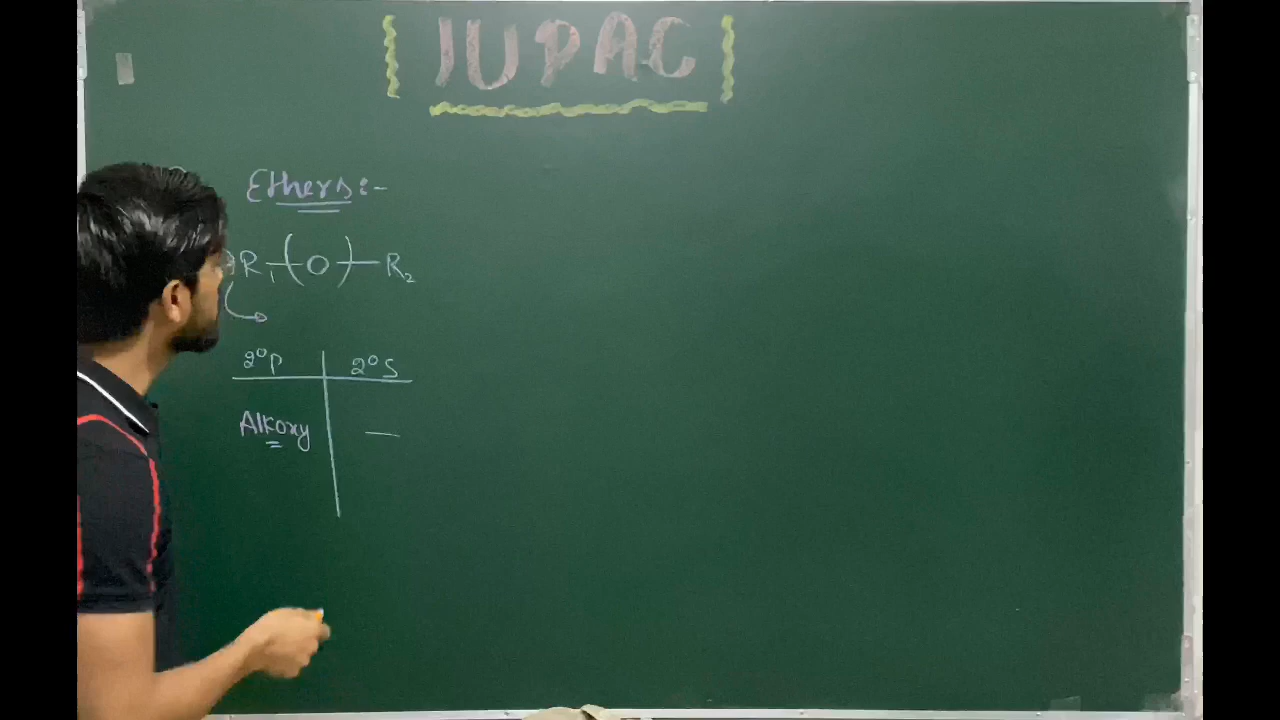 [IUPAC]
Ethers:-
R₁-(O)-R₂
2°P | 2°S
Alkoxy | —